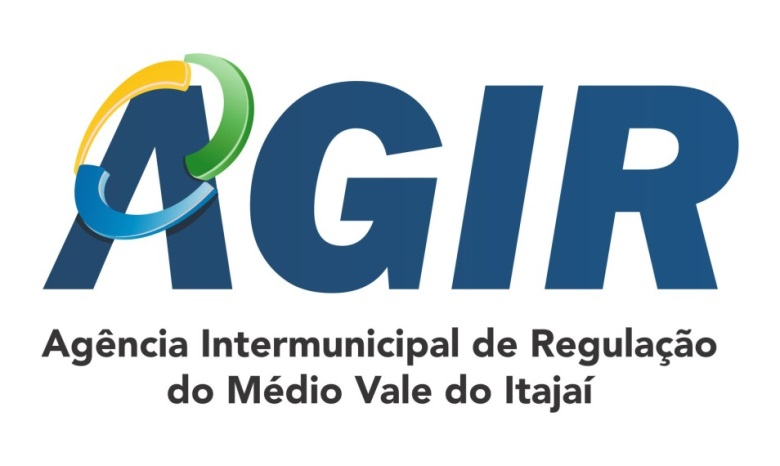 AGIR
Agência Intermunicipal de Regulação
do Médio Vale do Itajaí